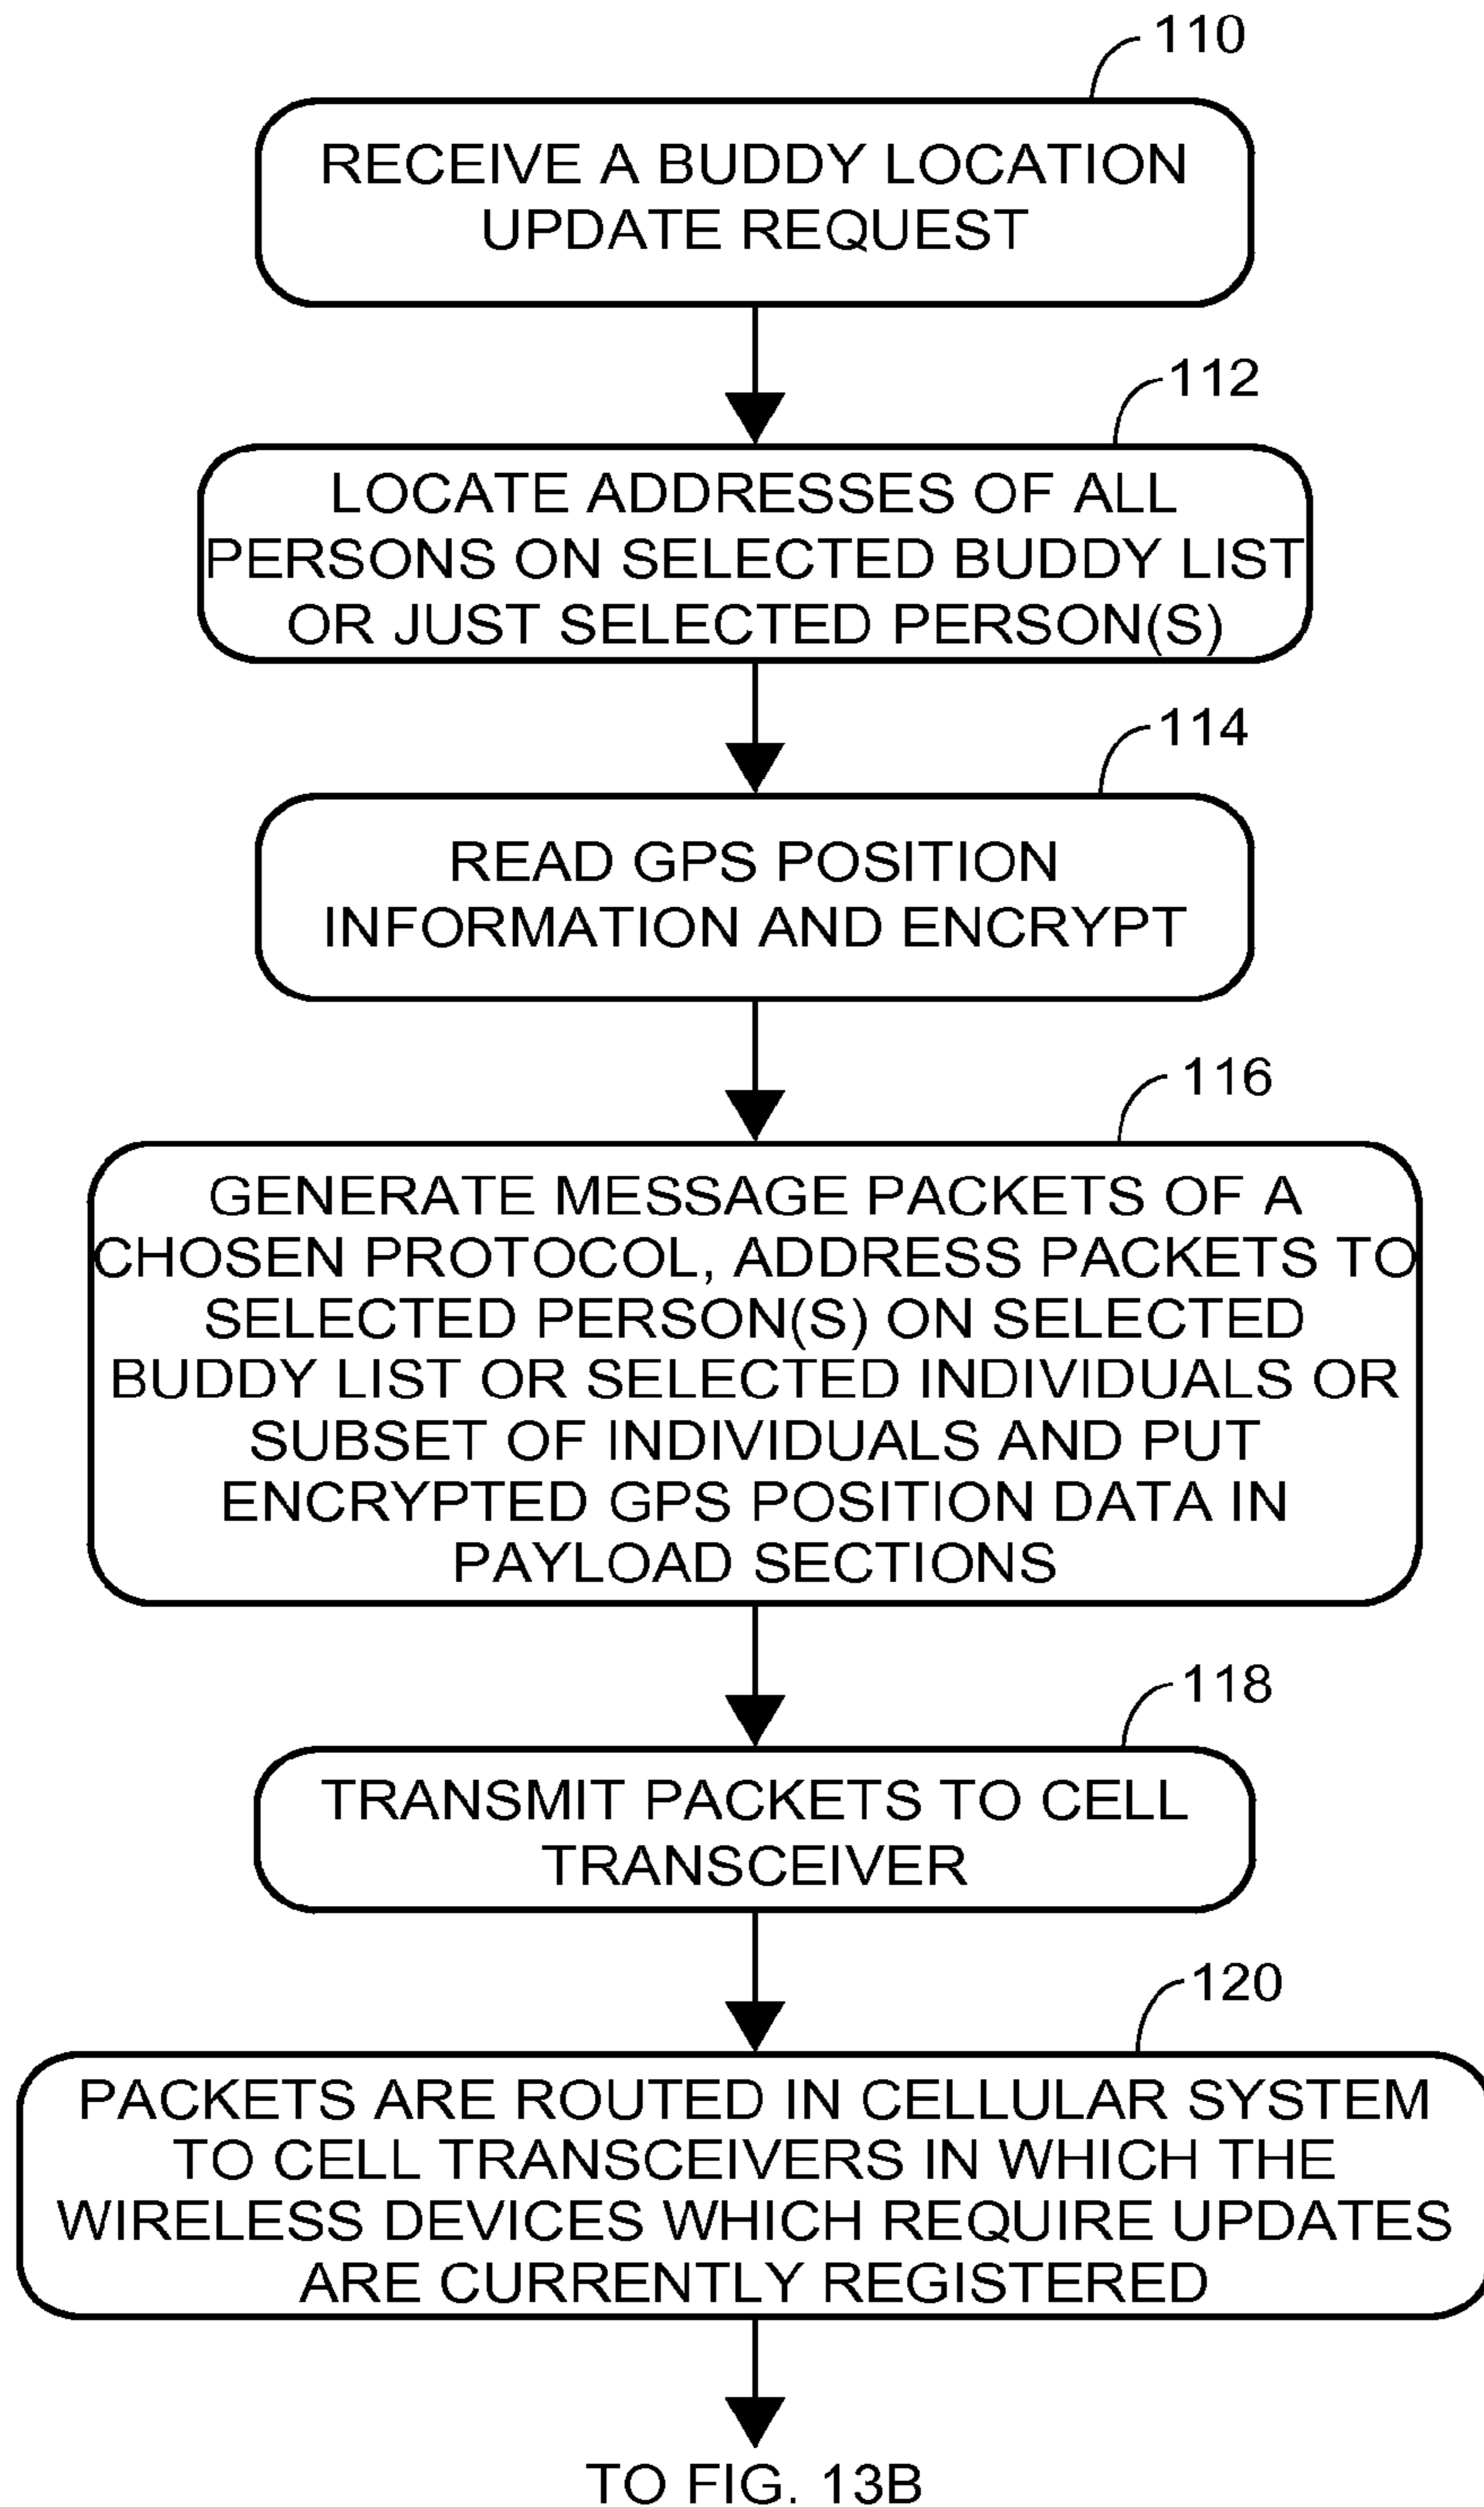 110
RECEIVE A BUDDY LOCATION
UPDATE REQUEST
112
LOCATE ADDRESSES OF ALL
PERSONS ON SELECTED BUDDY LIST
OR JUST SELECTED PERSON(S)
114
READ GPS POSITION
INFORMATION AND ENCRYPT
116
GENERATE MESSAGE PACKETS OF A
CHOSEN PROTOCOL, ADDRESS PACKETS TO
SELECTED PERSON(S) ON SELECTED
BUDDY LIST OR SELECTED INDIVIDUALS OR
SUBSET OF INDIVIDUALS AND PUT
ENCRYPTED GPS POSITION DATA IN
PAYLOAD SECTIONS
118
TRANSMIT PACKETS TO CELL
TRANSCEIVER
120
PACKETS ARE ROUTED IN CELLULAR SYSTEM
TO CELL TRANSCEIVERS IN WHICH THE
WIRELESS DEVICES WHICH REQUIRE UPDATES
ARE CURRENTLY REGISTERED
TO FIG. 13B